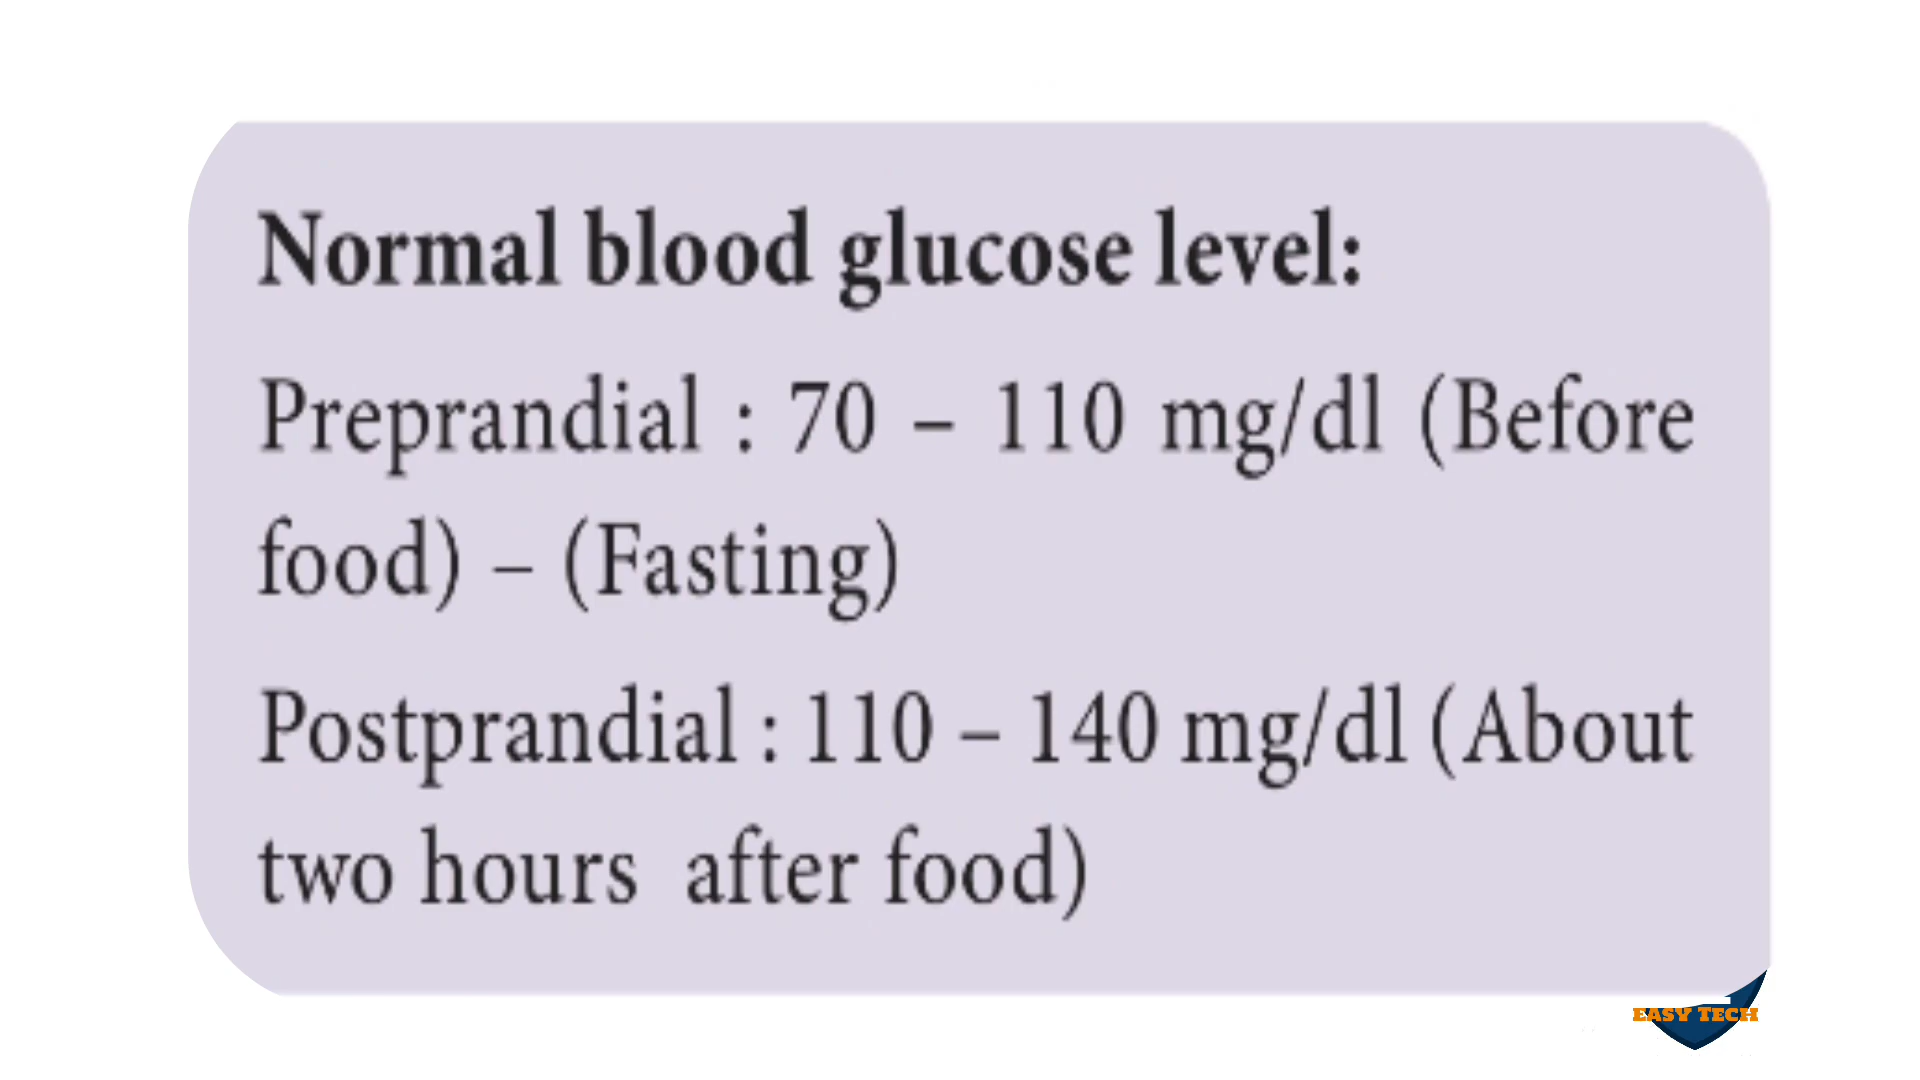 Normal blood glucose level:
Preprandial : 70 – 110 mg/dl (Before
food) – (Fasting)
Postprandial : 110 – 140 mg/dl (About
two hours after food)
EASY TECH